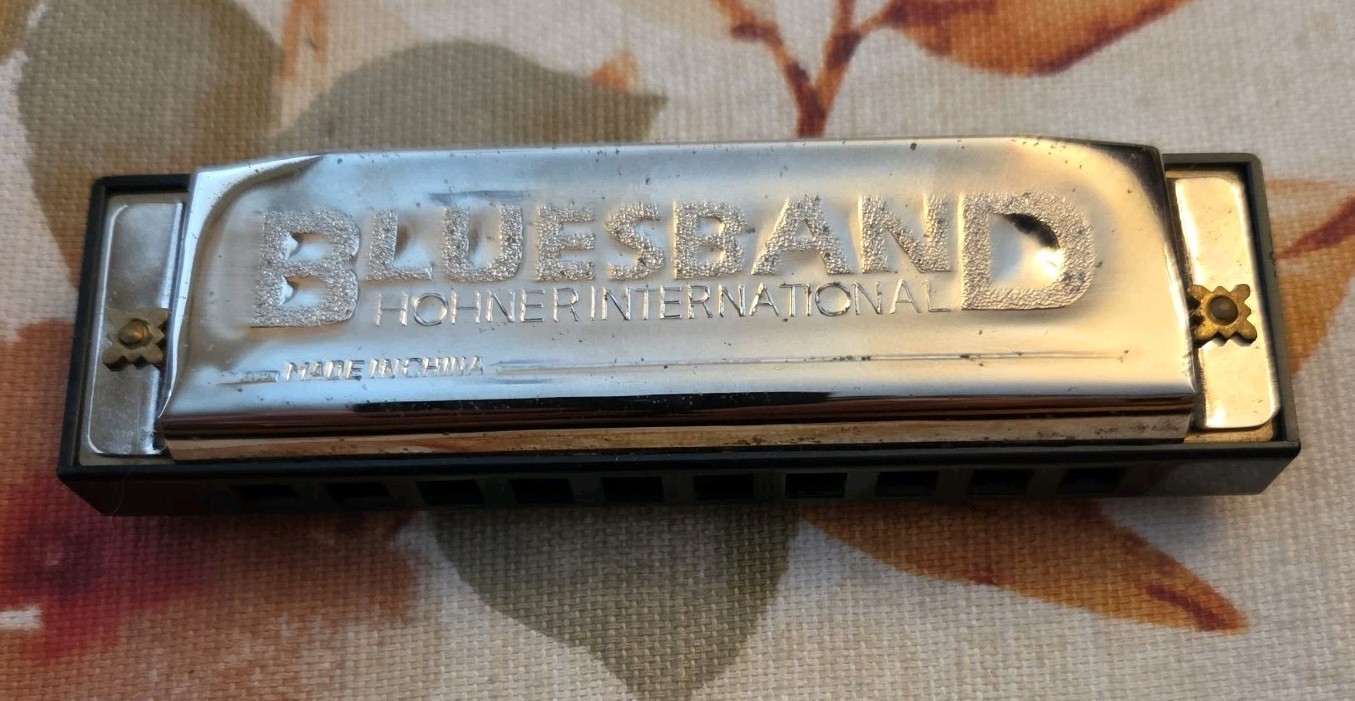 BLUESBAND
HOHNER INTERNATIONAL
MADE IN CHINA